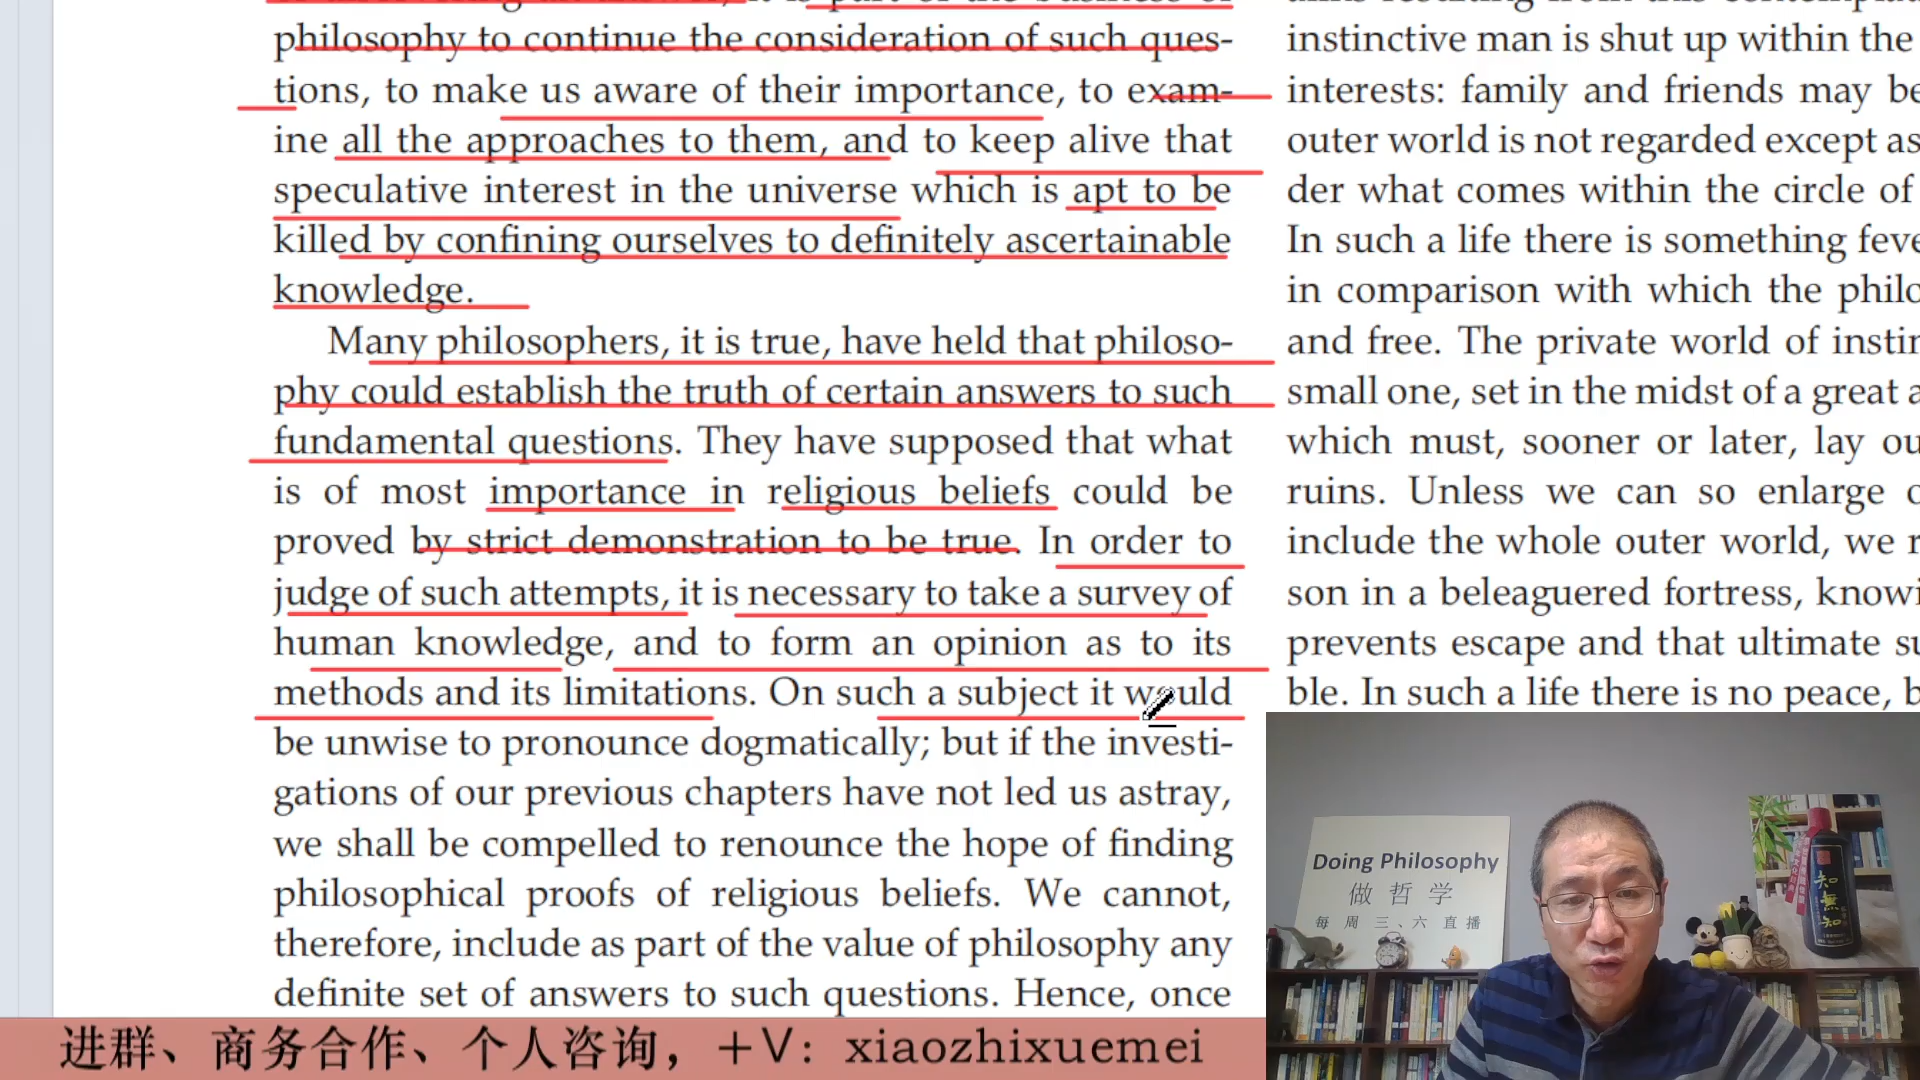 philosophy to continue the consideration of such ques-
tions, to make us aware of their importance, to exam-
ine all the approaches to them, and to keep alive that
speculative interest in the universe which is apt to be
killed by confining ourselves to definitely ascertainable
knowledge.
Many philosophers, it is true, have held that philoso-
phy could establish the truth of certain answers to such
fundamental questions. They have supposed that what
is of most importance in religious beliefs could be
proved by strict demonstration to be true. In order to
judge of such attempts, it is necessary to take a survey of
human knowledge, and to form an opinion as to its
methods and its limitations. On such a subject it would
be unwise to pronounce dogmatically; but if the investi-
gations of our previous chapters have not led us astray,
we shall be compelled to renounce the hope of finding
philosophical proofs of religious beliefs. We cannot,
therefore, include as part of the value of philosophy any
definite set of answers to such questions. Hence, once
instinctive man is shut up within the
interests: family and friends may be
outer world is not regarded except as
der what comes within the circle of
In such a life there is something feve
in comparison with which the philo
and free. The private world of instin
small one, set in the midst of a great a
which must, sooner or later, lay ou
ruins. Unless we can so enlarge o
include the whole outer world, we r
son in a beleaguered fortress, knowi
prevents escape and that ultimate su
ble. In such a life there is no peace, b
Doing Philosophy
做哲学
每周三、六直播
知
無
知
进群、商务合作、个人咨询，+V：xiaozhixuemei